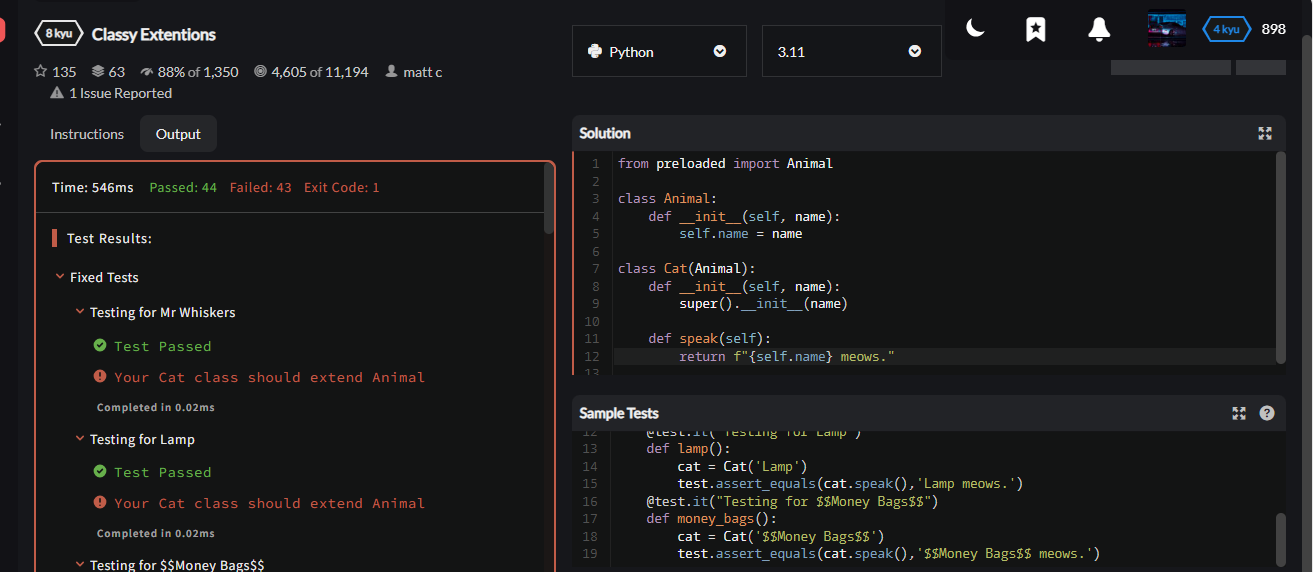 8 kyu Classy Extentions
135 63 88% of 1,350 4,605 of 11,194 matt c
1 Issue Reported
Instructions Output
Time: 546ms Passed: 44 Failed: 43 Exit Code: 1
Test Results:
Fixed Tests
Testing for Mr Whiskers
Test Passed
Your Cat class should extend Animal
Completed in 0.02ms
Testing for Lamp
Test Passed
Your Cat class should extend Animal
Completed in 0.02ms
Testing for $$Money Bags$$
Python 3.11
4 kyu 898
Solution
1 from preloaded import Animal
2
3 class Animal:
4 def __init__(self, name):
5 self.name = name
6
7 class Cat(Animal):
8 def __init__(self, name):
9 super().__init__(name)
10
11 def speak(self):
12 return f"{self.name} meows."
13
Sample Tests
12 @test.it("Testing for Lamp")
13 def lamp():
14 cat = Cat('Lamp')
15 test.assert_equals(cat.speak(),'Lamp meows.')
16 @test.it("Testing for $$Money Bags$$")
17 def money_bags():
18 cat = Cat('$$Money Bags$$')
19 test.assert_equals(cat.speak(),'$$Money Bags$$ meows.')